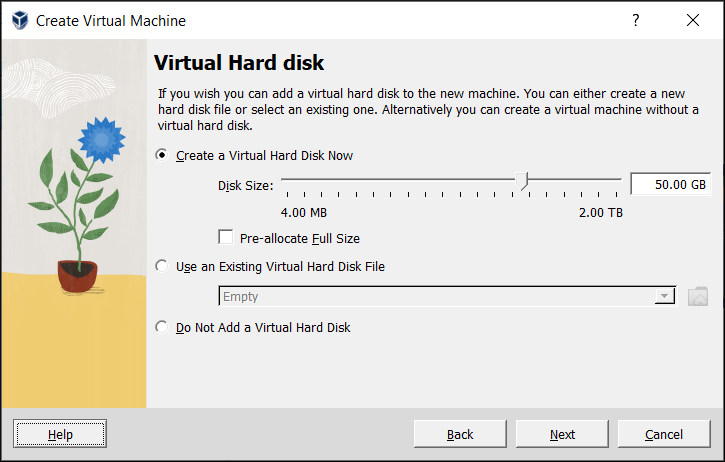 Create Virtual Machine
?
Virtual Hard disk
If you wish you can add a virtual hard disk to the new machine. You can either create a new
hard disk file or select an existing one. Alternatively you can create a virtual machine without a
virtual hard disk.
Create a Virtual Hard Disk Now
Disk Size:
50.00 GB
4.00 MB
2.00 TB
Pre-allocate Full Size
Use an Existing Virtual Hard Disk File
Empty
Do Not Add a Virtual Hard Disk
Help
Back
Next
Cancel